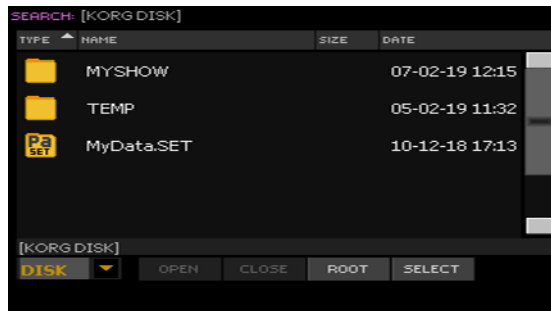 SEARCH: [KORG DISK]
TYPE NAME SIZE DATE
MYSHOW 07-02-19 12:15
TEMP 05-02-19 11:32
Pa SET MyData.SET 10-12-18 17:13
[KORG DISK]
DISK OPEN CLOSE ROOT SELECT